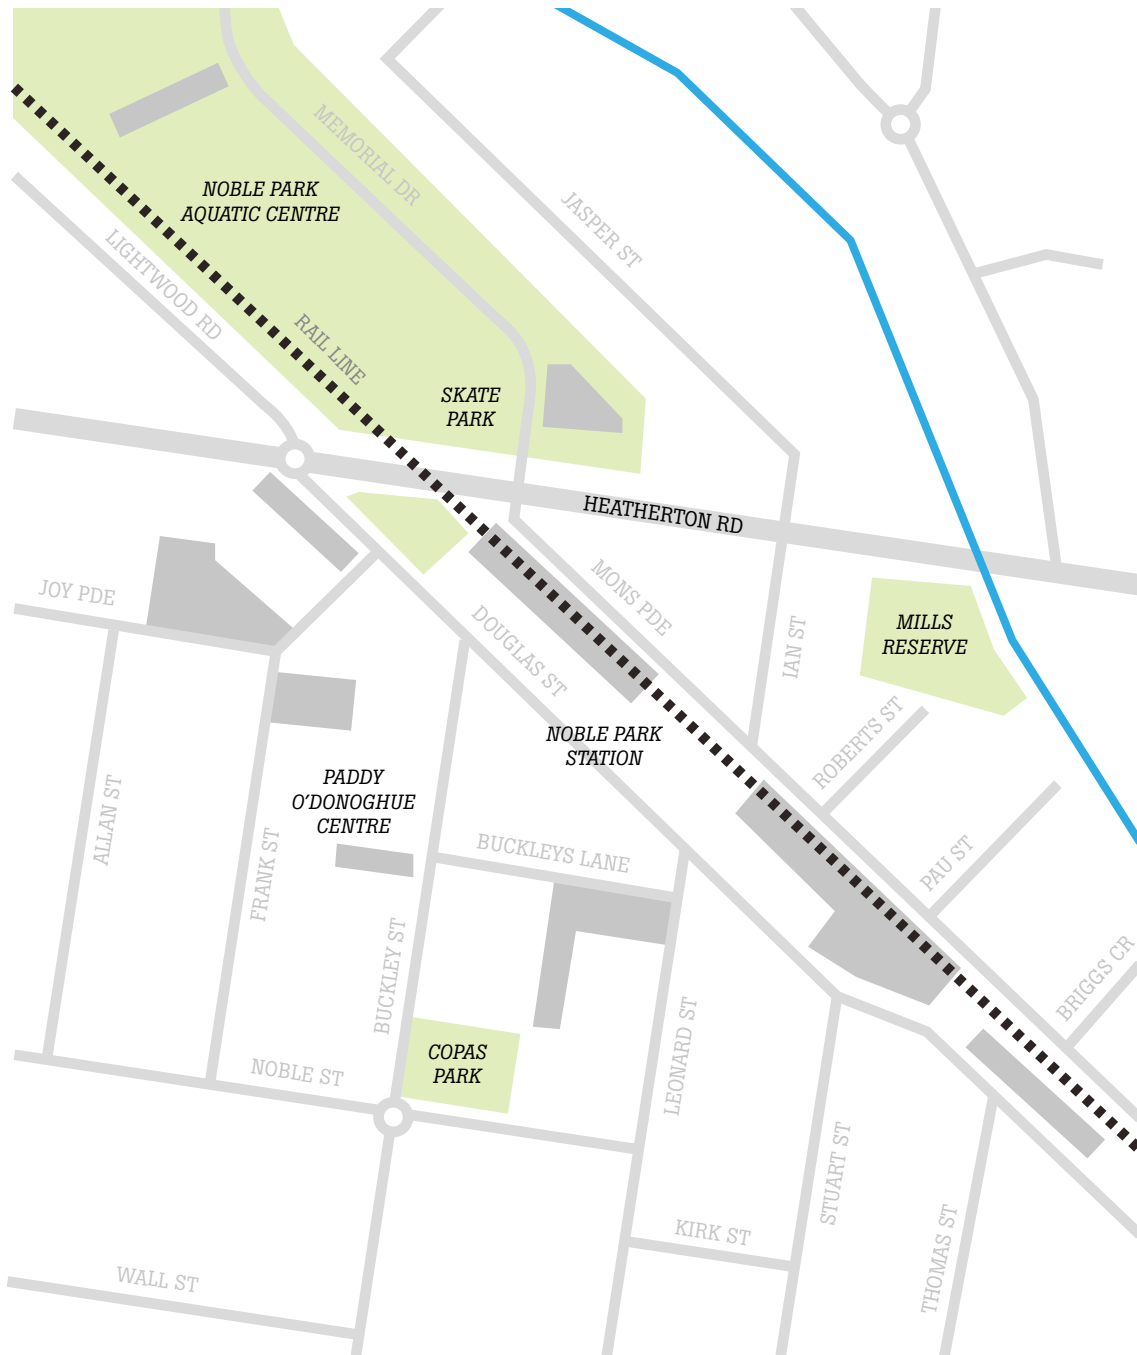 MEMORIAL DR
NOBLE PARK
AQUATIC CENTRE
JASPER ST
LIGHTWOOD RD
RAIL LINE
SKATE
PARK
HEATHERTON RD
JOY PDE
MONS PDE
DOUGLAS ST
IAN ST
MILLS
RESERVE
NOBLE PARK
STATION
ROBERTS ST
PADDY
O'DONOGHUE
CENTRE
ALLAN ST
FRANK ST
BUCKLEYS LANE
PAU ST
BUCKLEY ST
BRIGGS CR
COPAS
PARK
NOBLE ST
LEONARD ST
STUART ST
KIRK ST
THOMAS ST
WALL ST